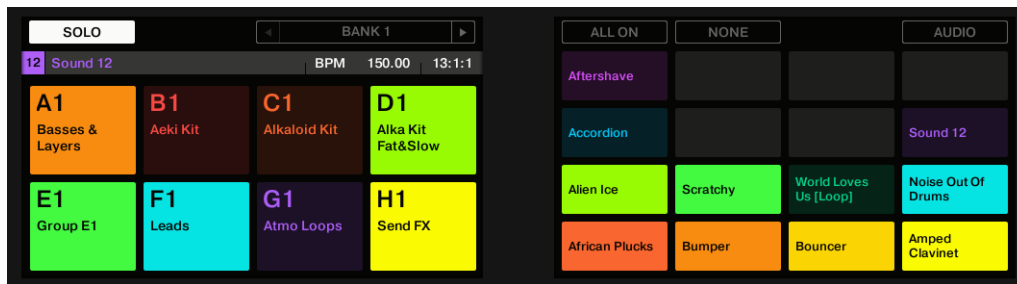 SOLO
BANK 1
12 Sound 12
BPM 150.00 13:1:1
A1
Basses &
Layers
B1
Aeki Kit
C1
Alkaloid Kit
D1
Alka Kit
Fat&Slow
E1
Group E1
F1
Leads
G1
Atmo Loops
H1
Send FX
ALL ON
NONE
AUDIO
Aftershave
Accordion
Sound 12
Alien Ice
Scratchy
World Loves
Us [Loop]
Noise Out Of
Drums
African Plucks
Bumper
Bouncer
Amped
Clavinet